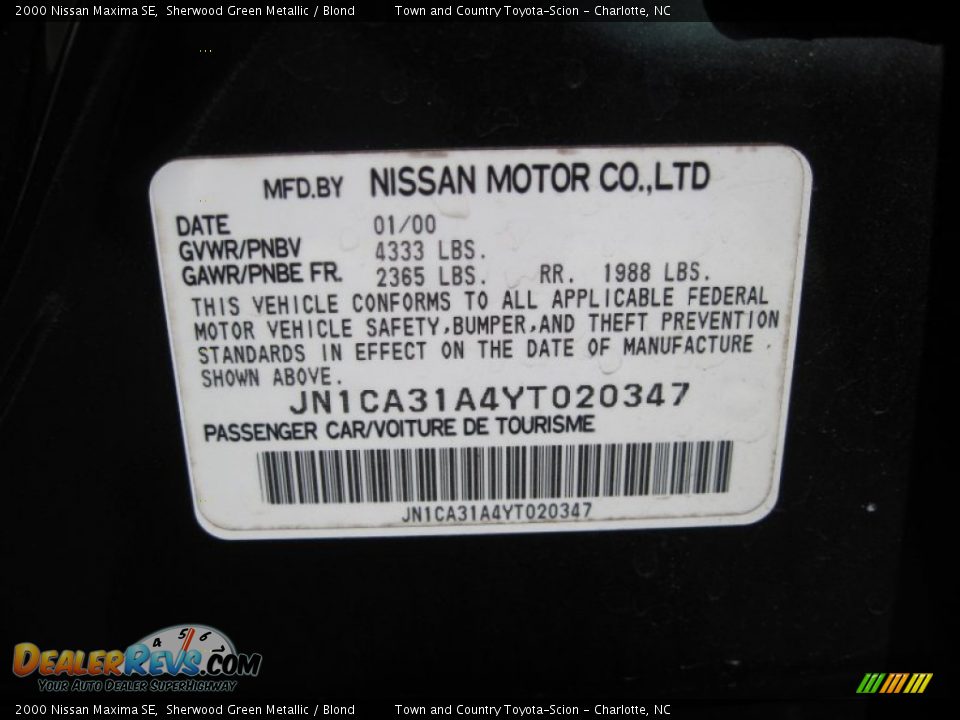 2000 Nissan Maxima SE, Sherwood Green Metallic / Blond Town and Country Toyota-Scion - Charlotte, NC
MFD.BY NISSAN MOTOR CO.,LTD
DATE 01/00
GVWR/PNBV 4333 LBS.
GAWR/PNBE FR. 2365 LBS. RR. 1988 LBS.
THIS VEHICLE CONFORMS TO ALL APPLICABLE FEDERAL
MOTOR VEHICLE SAFETY,BUMPER,AND THEFT PREVENTION
STANDARDS IN EFFECT ON THE DATE OF MANUFACTURE
SHOWN ABOVE.
JN1CA31A4YT020347
PASSENGER CAR/VOITURE DE TOURISME
JN1CA31A4YT020347
4 5 6 7
DEALERREVS.COM
YOUR AUTO DEALER SUPERHIGHWAY
2000 Nissan Maxima SE, Sherwood Green Metallic / Blond Town and Country Toyota-Scion - Charlotte, NC